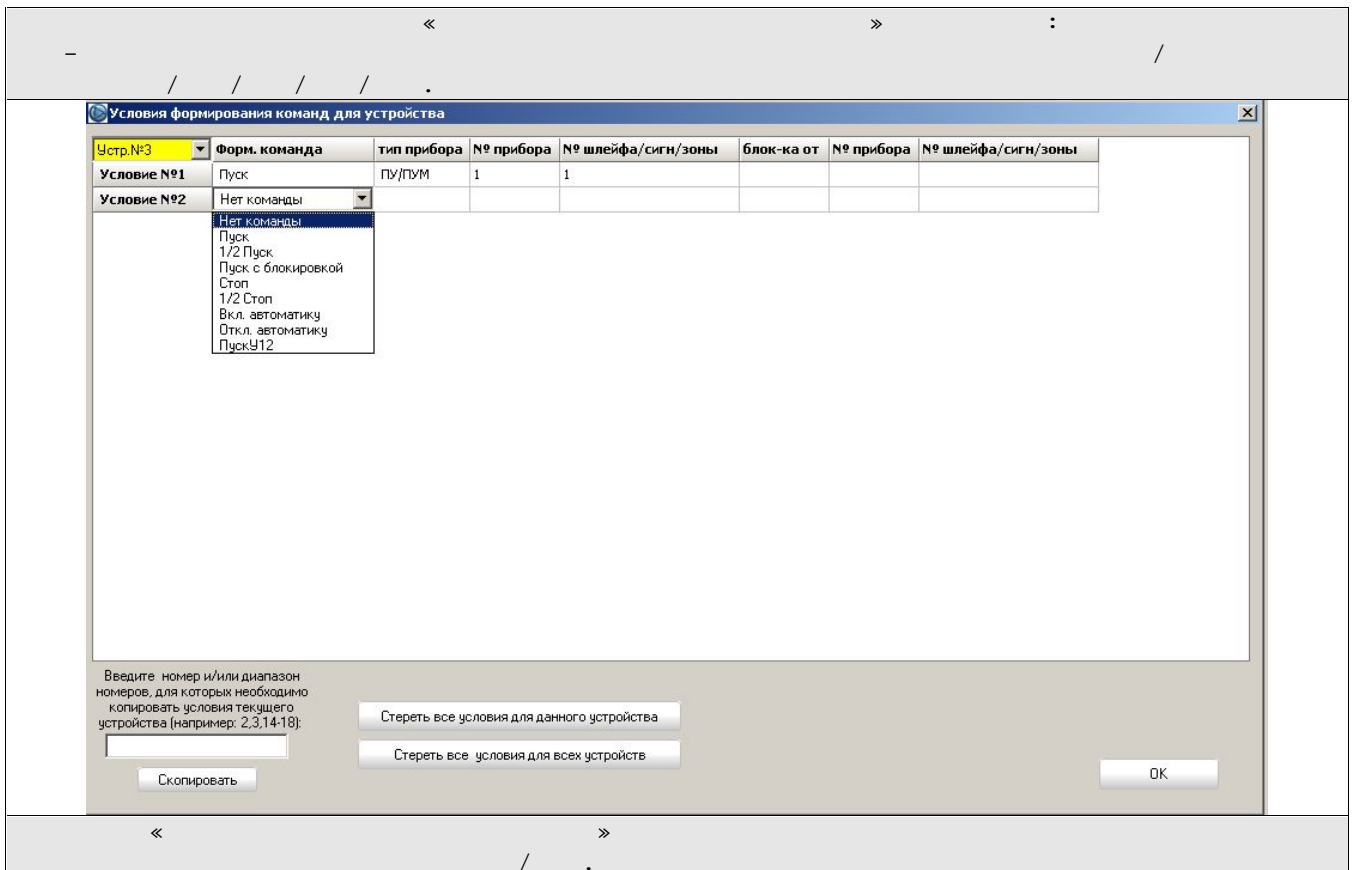 « » :
– /
/ / / / .
Условия формирования команд для устройства
Устр.№3 Форм. команда тип прибора № прибора № шлейфа/сигн/зоны блок-ка от № прибора № шлейфа/сигн/зоны
Условие №1 Пуск ПУ/ПУМ 1 1
Условие №2 Нет команды
Нет команды
Пуск
1/2 Пуск
Пуск с блокировкой
Стоп
1/2 Стоп
Вкл. автоматику
Откл. автоматику
ПускУ12
Введите номер и/или диапазон
номеров, для которых необходимо
копировать условия текущего
устройства (например: 2,3,14-18):
Стереть все условия для данного устройства
Стереть все условия для всех устройств
Скопировать
OK
« »
/ .